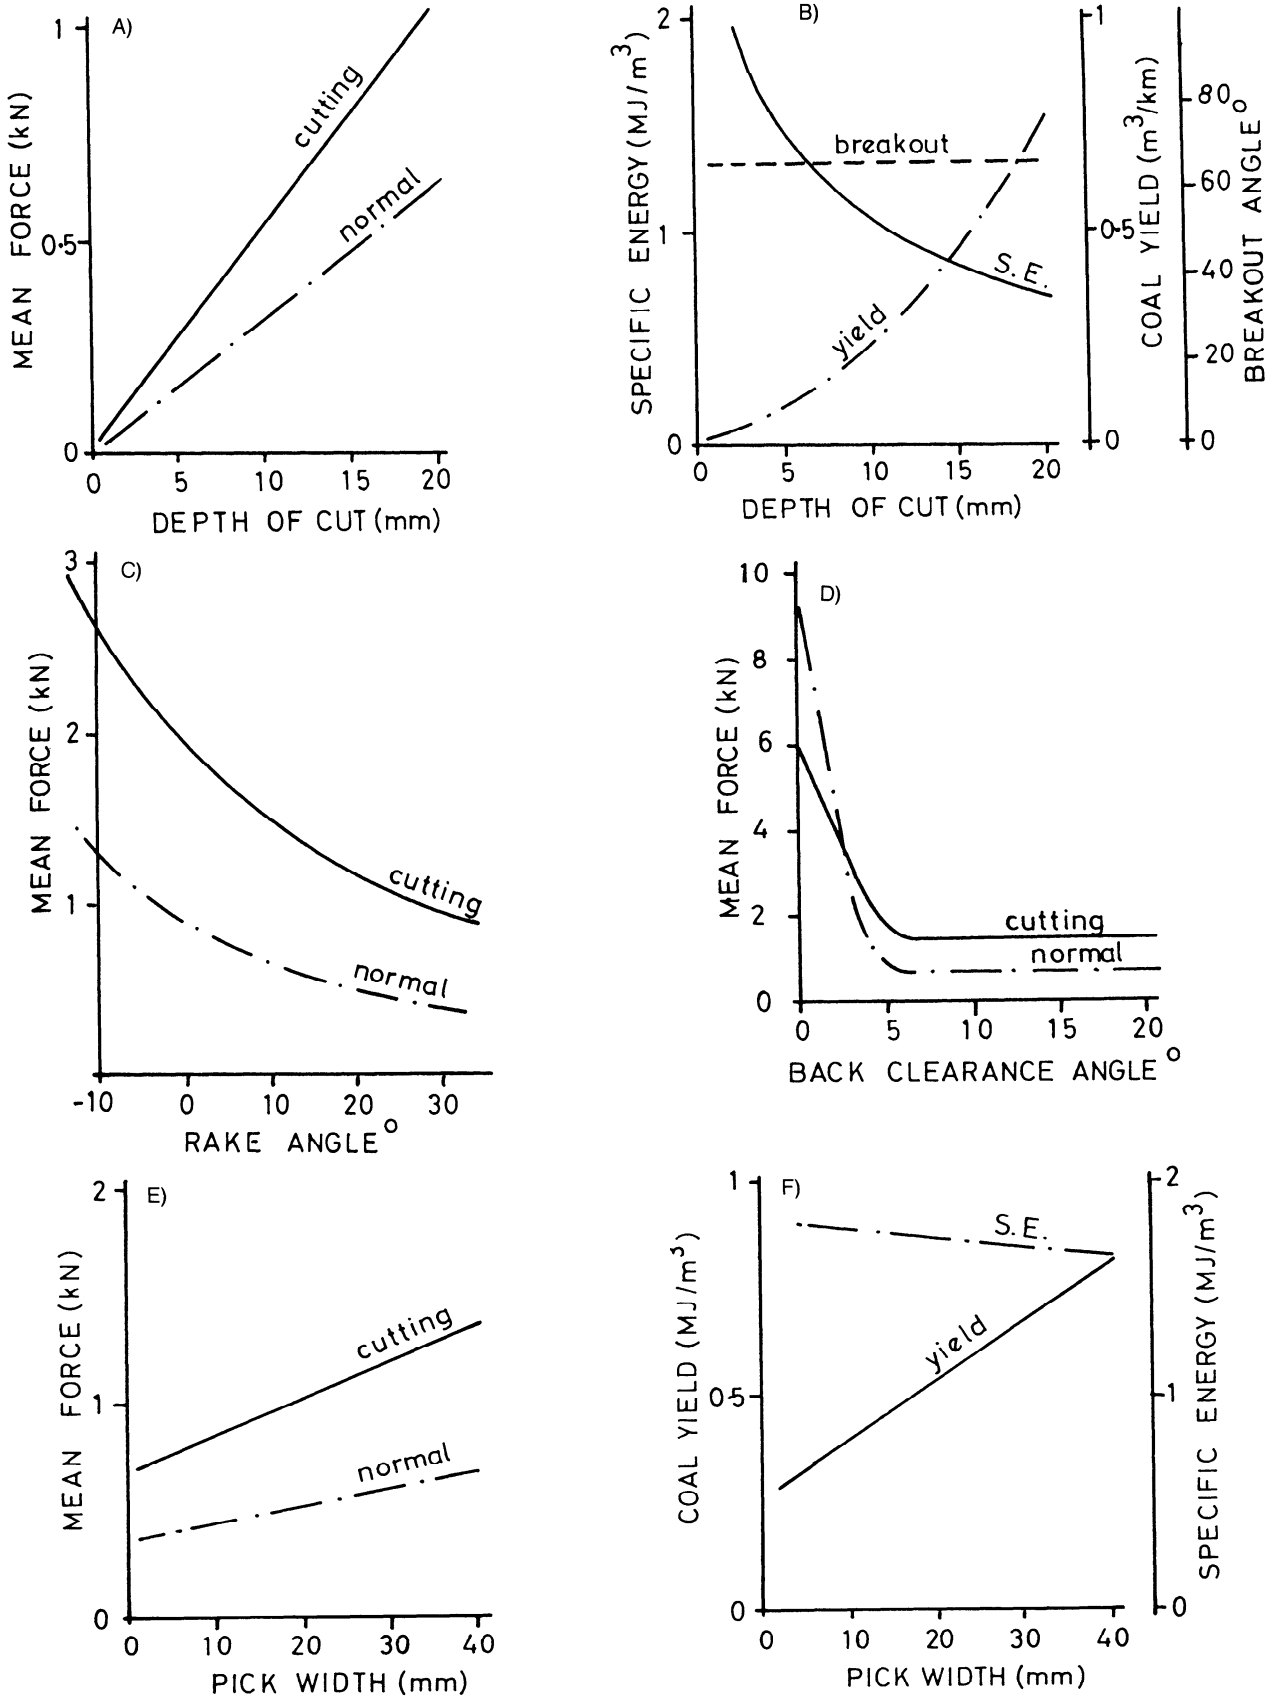 A)
MEAN FORCE (kN)
1
0·5
0
cutting
normal
0 5 10 15 20
DEPTH OF CUT (mm)
B)
SPECIFIC ENERGY (MJ/m³)
2
1
0
breakout
S.E.
yield
0 5 10 15 20
DEPTH OF CUT (mm)
1
0·5
0
COAL YIELD (m³/km)
80
60
40
20
0
BREAKOUT ANGLE°
C)
MEAN FORCE (kN)
3
2
1
cutting
normal
-10 0 10 20 30
RAKE ANGLE°
D)
MEAN FORCE (kN)
10
8
6
4
2
0
cutting
normal
0 5 10 15 20
BACK CLEARANCE ANGLE°
E)
MEAN FORCE (kN)
2
1
0
cutting
normal
0 10 20 30 40
PICK WIDTH (mm)
F)
COAL YIELD (MJ/m³)
1
0·5
0
S.E.
yield
0 10 20 30 40
PICK WIDTH (mm)
2
1
0
SPECIFIC ENERGY (MJ/m³)